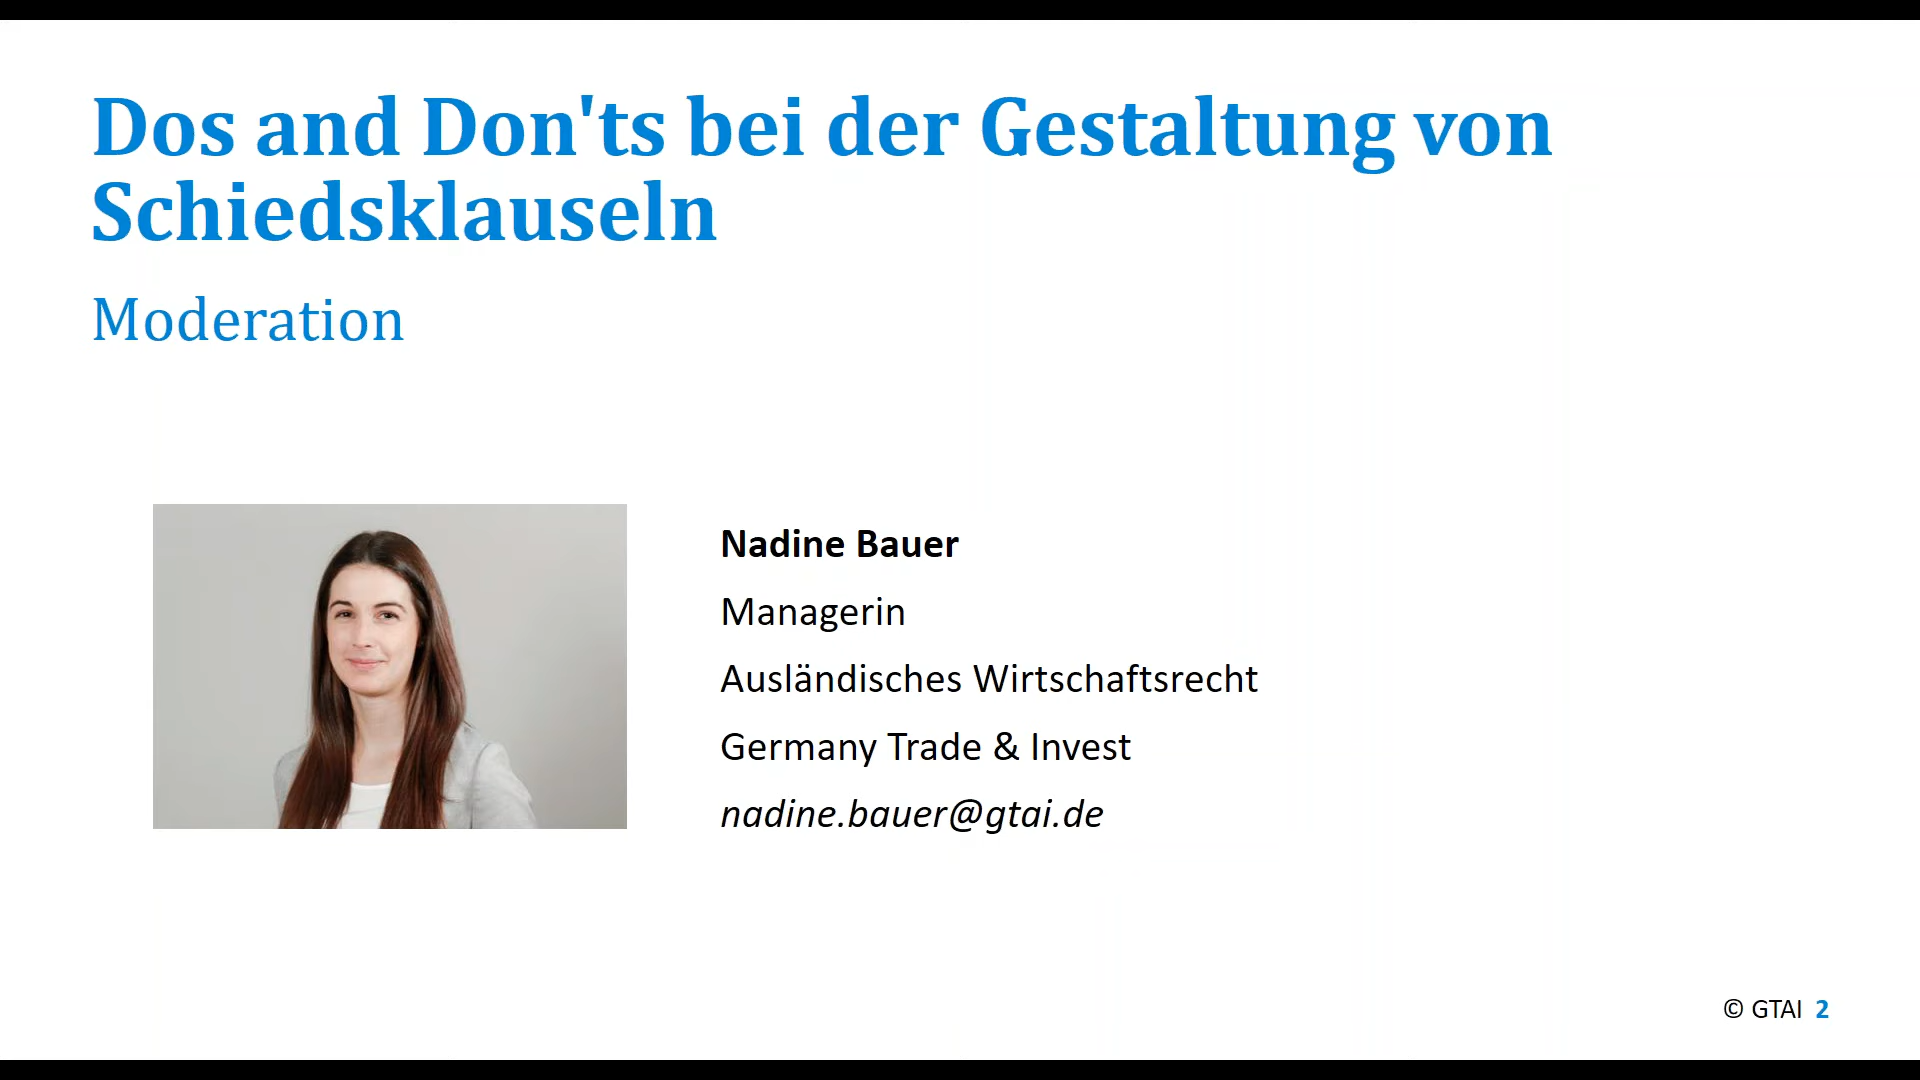 Dos and Don'ts bei der Gestaltung von
Schiedsklauseln
Moderation
Nadine Bauer
Managerin
Ausländisches Wirtschaftsrecht
Germany Trade & Invest
nadine.bauer@gtai.de
© GTAI 2